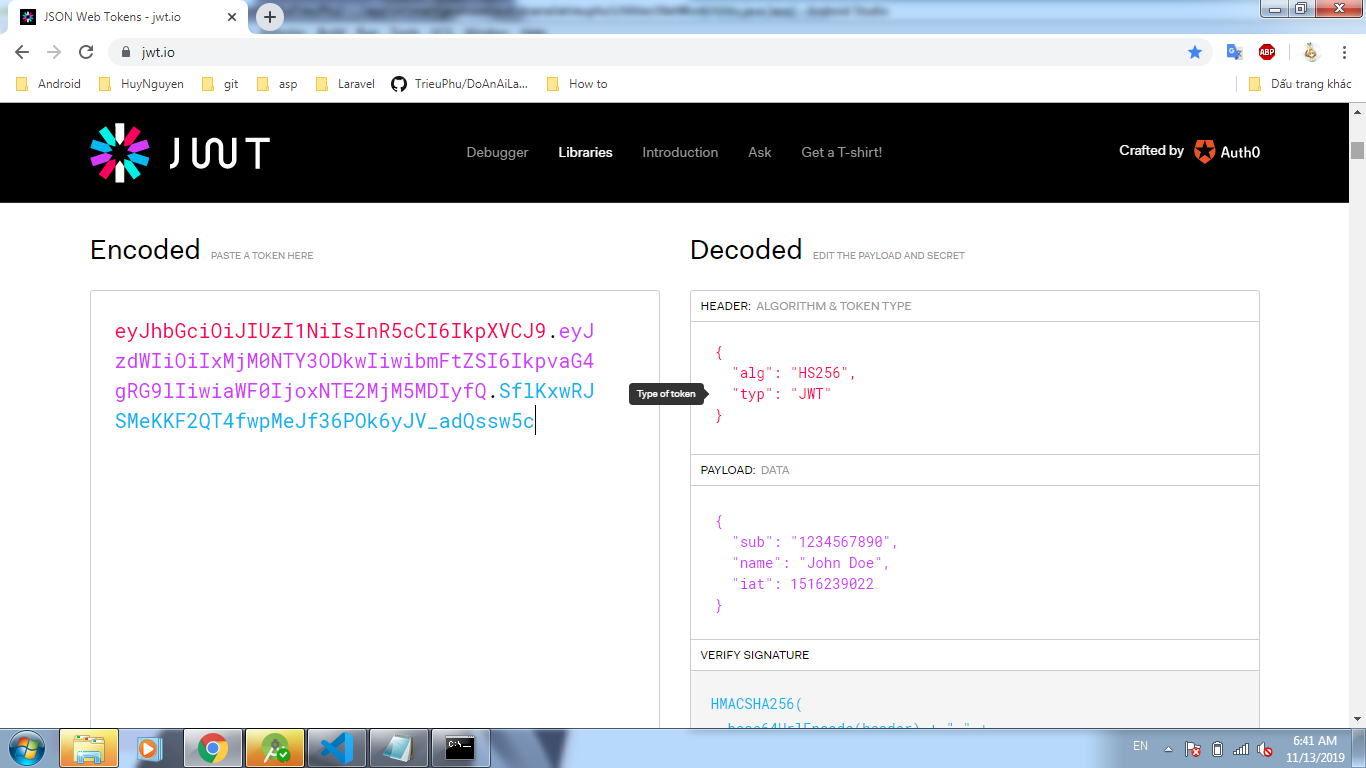 JSON Web Tokens - jwt.io
jwt.io
ABP
Android HuyNguyen git asp Laravel TrieuPhu/DoAnAiLa... How to Dấu trang khác
JWT Debugger Libraries Introduction Ask Get a T-shirt! Crafted by Auth0
Encoded PASTE A TOKEN HERE
eyJhbGciOiJIUzI1NiIsInR5cCI6IkpXVCJ9.eyJ
zdWIiOiIxMjM0NTY3ODkwIiwibmFtZSI6IkpvaG4
gRG9lIiwiaWF0IjoxNTE2MjM5MDIyfQ.SflKxwRJ
SMeKKF2QT4fwpMeJf36POk6yJV_adQssw5c
Decoded EDIT THE PAYLOAD AND SECRET
HEADER: ALGORITHM & TOKEN TYPE
{
"alg": "HS256",
"typ": "JWT"
}
Type of token
PAYLOAD: DATA
{
"sub": "1234567890",
"name": "John Doe",
"iat": 1516239022
}
VERIFY SIGNATURE
HMACSHA256(
base64UrlEncode(header) + "." +
EN
6:41 AM
11/13/2019